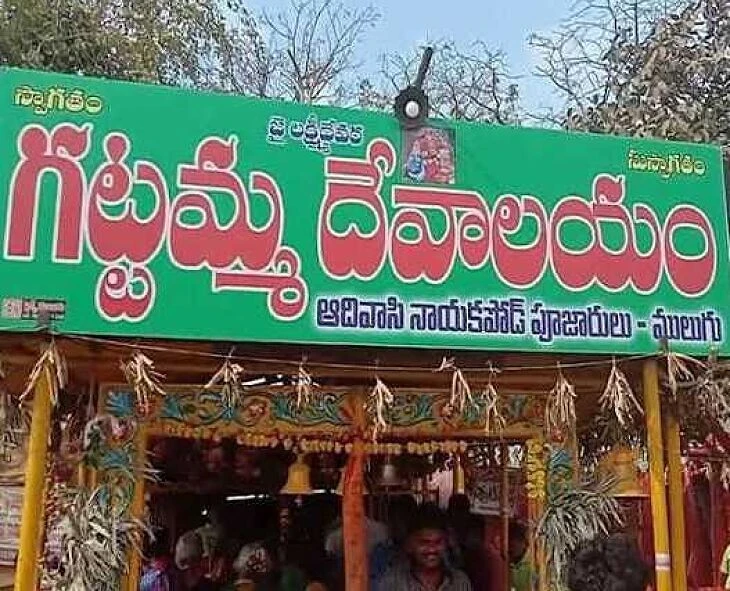 స్వాగతం
జై లక్ష్మీదేవర
సుస్వాగతం
గట్టమ్మ దేవాలయం
ఆదివాసి నాయకపోడ్ పూజారులు - ములుగు